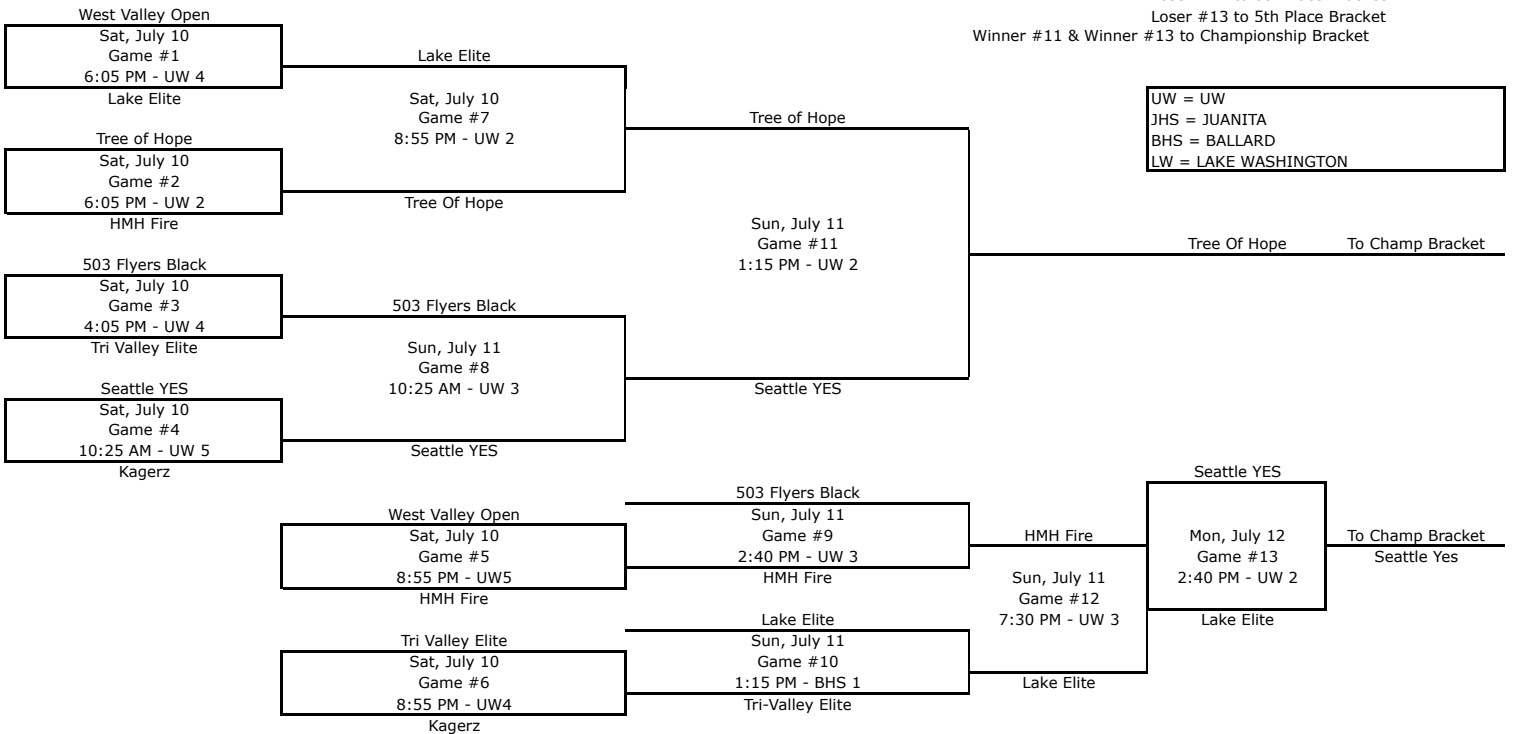 Loser #13 to 5th Place Bracket
Winner #11 & Winner #13 to Championship Bracket
UW = UW
JHS = JUANITA
BHS = BALLARD
LW = LAKE WASHINGTON
West Valley Open
Sat, July 10
Game #1
6:05 PM - UW 4
Lake Elite
Tree of Hope
Sat, July 10
Game #2
6:05 PM - UW 2
HMH Fire
503 Flyers Black
Sat, July 10
Game #3
4:05 PM - UW 4
Tri Valley Elite
Seattle YES
Sat, July 10
Game #4
10:25 AM - UW 5
Kagerz
Lake Elite
Sat, July 10
Game #7
8:55 PM - UW 2
Tree Of Hope
503 Flyers Black
Sun, July 11
Game #8
10:25 AM - UW 3
Seattle YES
Tree of Hope
Sun, July 11
Game #11
1:15 PM - UW 2
Seattle YES
Tree Of Hope
To Champ Bracket
West Valley Open
Sat, July 10
Game #5
8:55 PM - UW5
HMH Fire
Tri Valley Elite
Sat, July 10
Game #6
8:55 PM - UW4
Kagerz
503 Flyers Black
Sun, July 11
Game #9
2:40 PM - UW 3
HMH Fire
Lake Elite
Sun, July 11
Game #10
1:15 PM - BHS 1
Tri-Valley Elite
HMH Fire
Sun, July 11
Game #12
7:30 PM - UW 3
Lake Elite
Seattle YES
Mon, July 12
Game #13
2:40 PM - UW 2
Lake Elite
To Champ Bracket
Seattle Yes